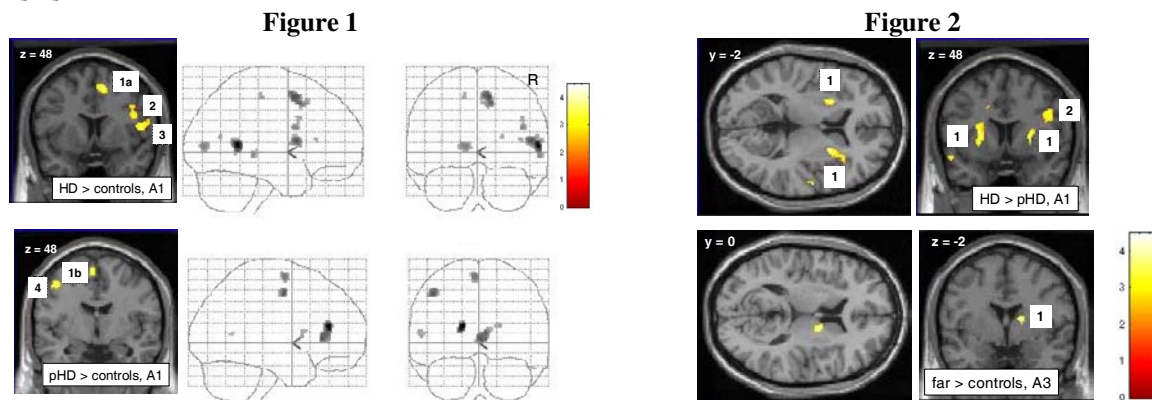 Figure 1
z = 48
1a
2
3
HD > controls, A1
R
4
3
2
1
0
z = 48
1b
4
pHD > controls, A1
Figure 2
y = -2
1
1
z = 48
1
1
2
HD > pHD, A1
y = 0
z = -2
1
far > controls, A3
4
3
2
1
0